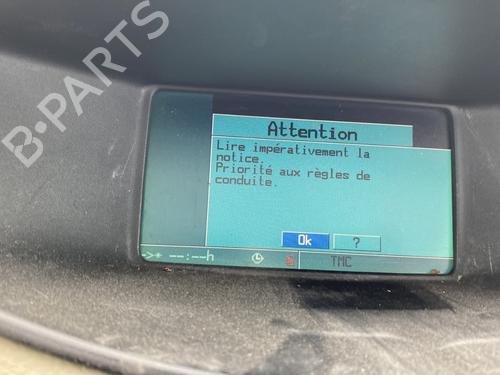 B-PARTS
Attention
Lire impérativement la
notice.
Priorité aux règles de
conduite.
Ok ?
->* --:--h TMC